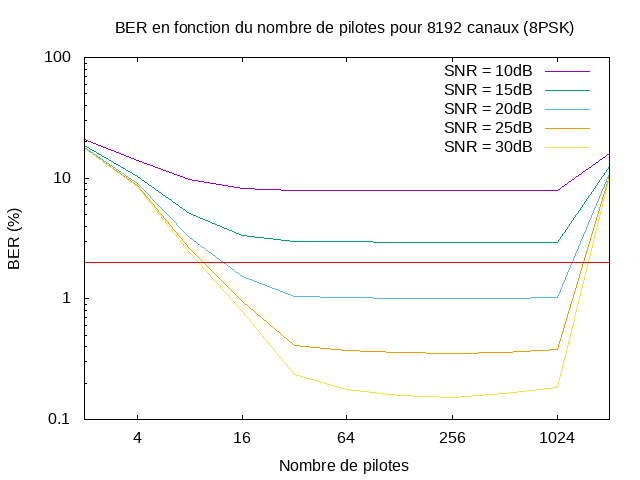 BER en fonction du nombre de pilotes pour 8192 canaux (8PSK)
100
10
1
0.1
BER (%)
SNR = 10dB
SNR = 15dB
SNR = 20dB
SNR = 25dB
SNR = 30dB
4 16 64 256 1024
Nombre de pilotes